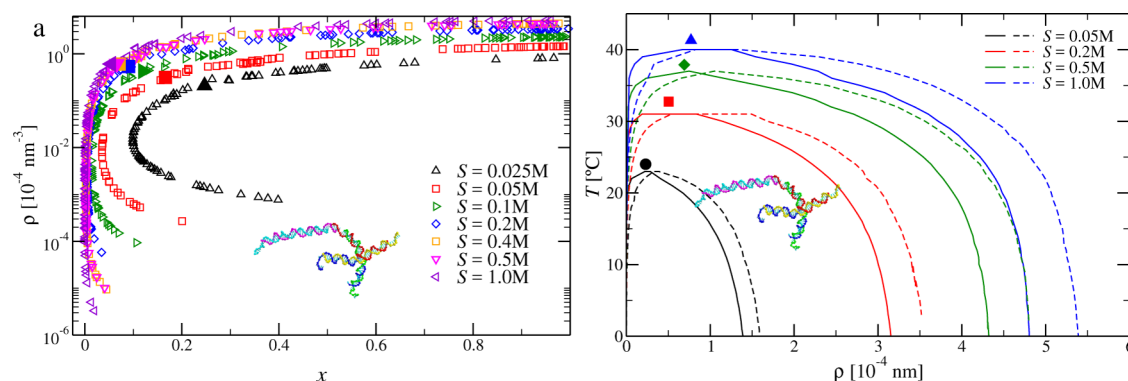 a
10^0
10^-2
10^-4
10^-6
ρ [10^-4 nm^-3]
0 0.2 0.4 0.6 0.8
x
S = 0.025M
S = 0.05M
S = 0.1M
S = 0.2M
S = 0.4M
S = 0.5M
S = 1.0M
40
30
20
10
0
T [ºC]
0 1 2 3 4 5 6
ρ [10^-4 nm^-3]
S = 0.05M
S = 0.2M
S = 0.5M
S = 1.0M